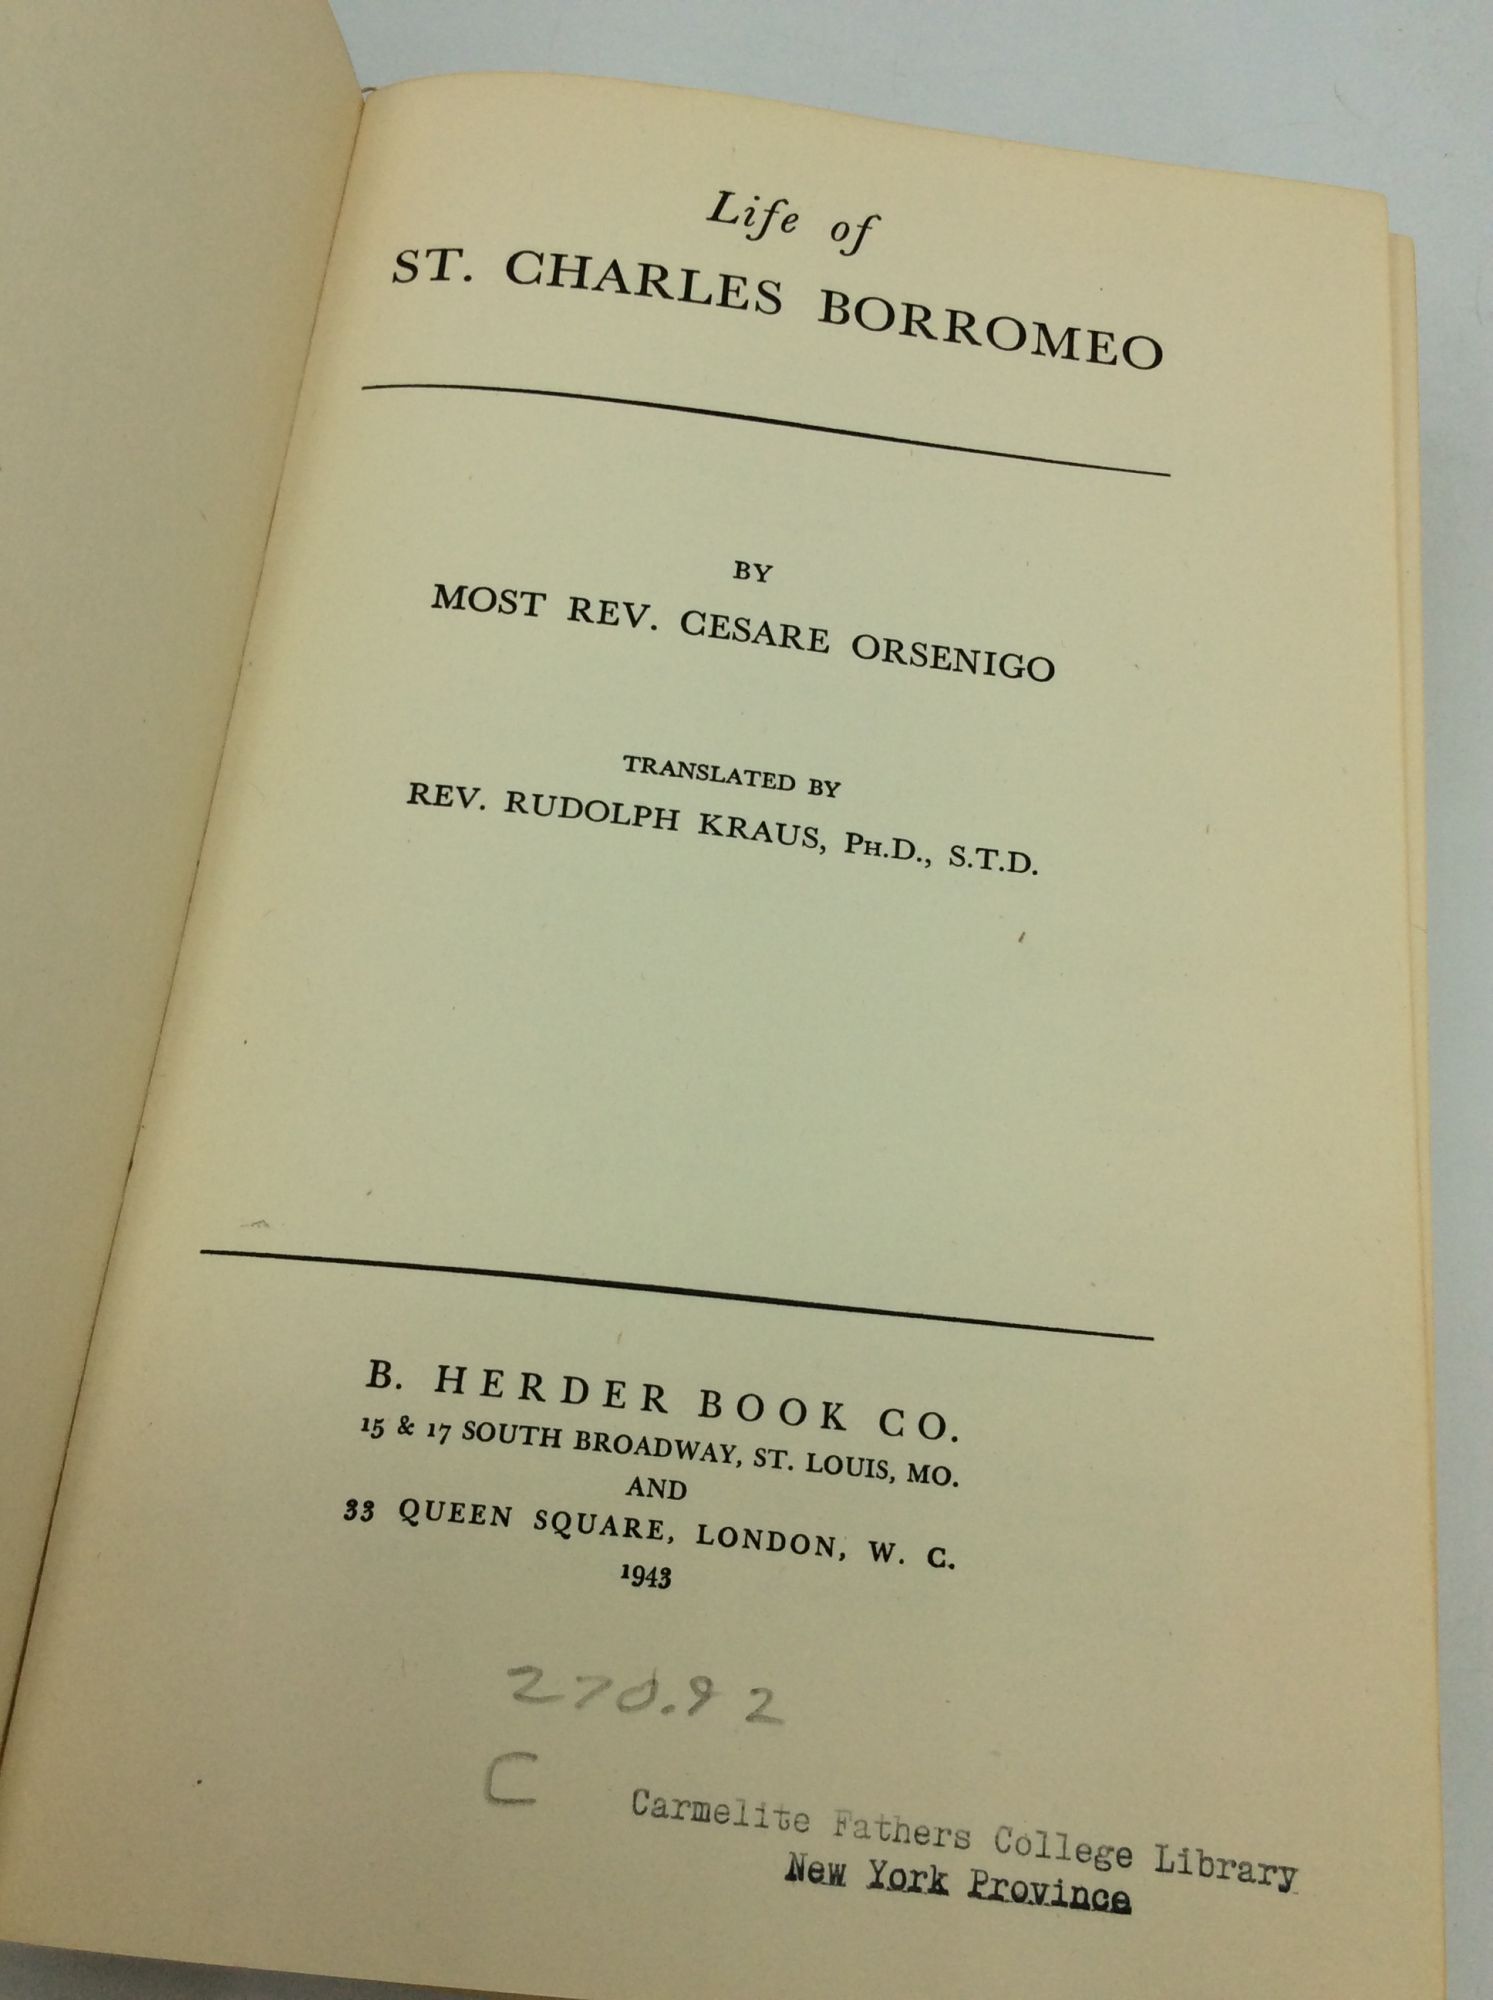 Life of
ST. CHARLES BORROMEO
BY
MOST REV. CESARE ORSENIGO
TRANSLATED BY
REV. RUDOLPH KRAUS, PH.D., S.T.D.
B. HERDER BOOK CO.
15 & 17 SOUTH BROADWAY, ST. LOUIS, MO.
AND
33 QUEEN SQUARE, LONDON, W. C.
1943
270.92
C
Carmelite Fathers College Library
New York Province